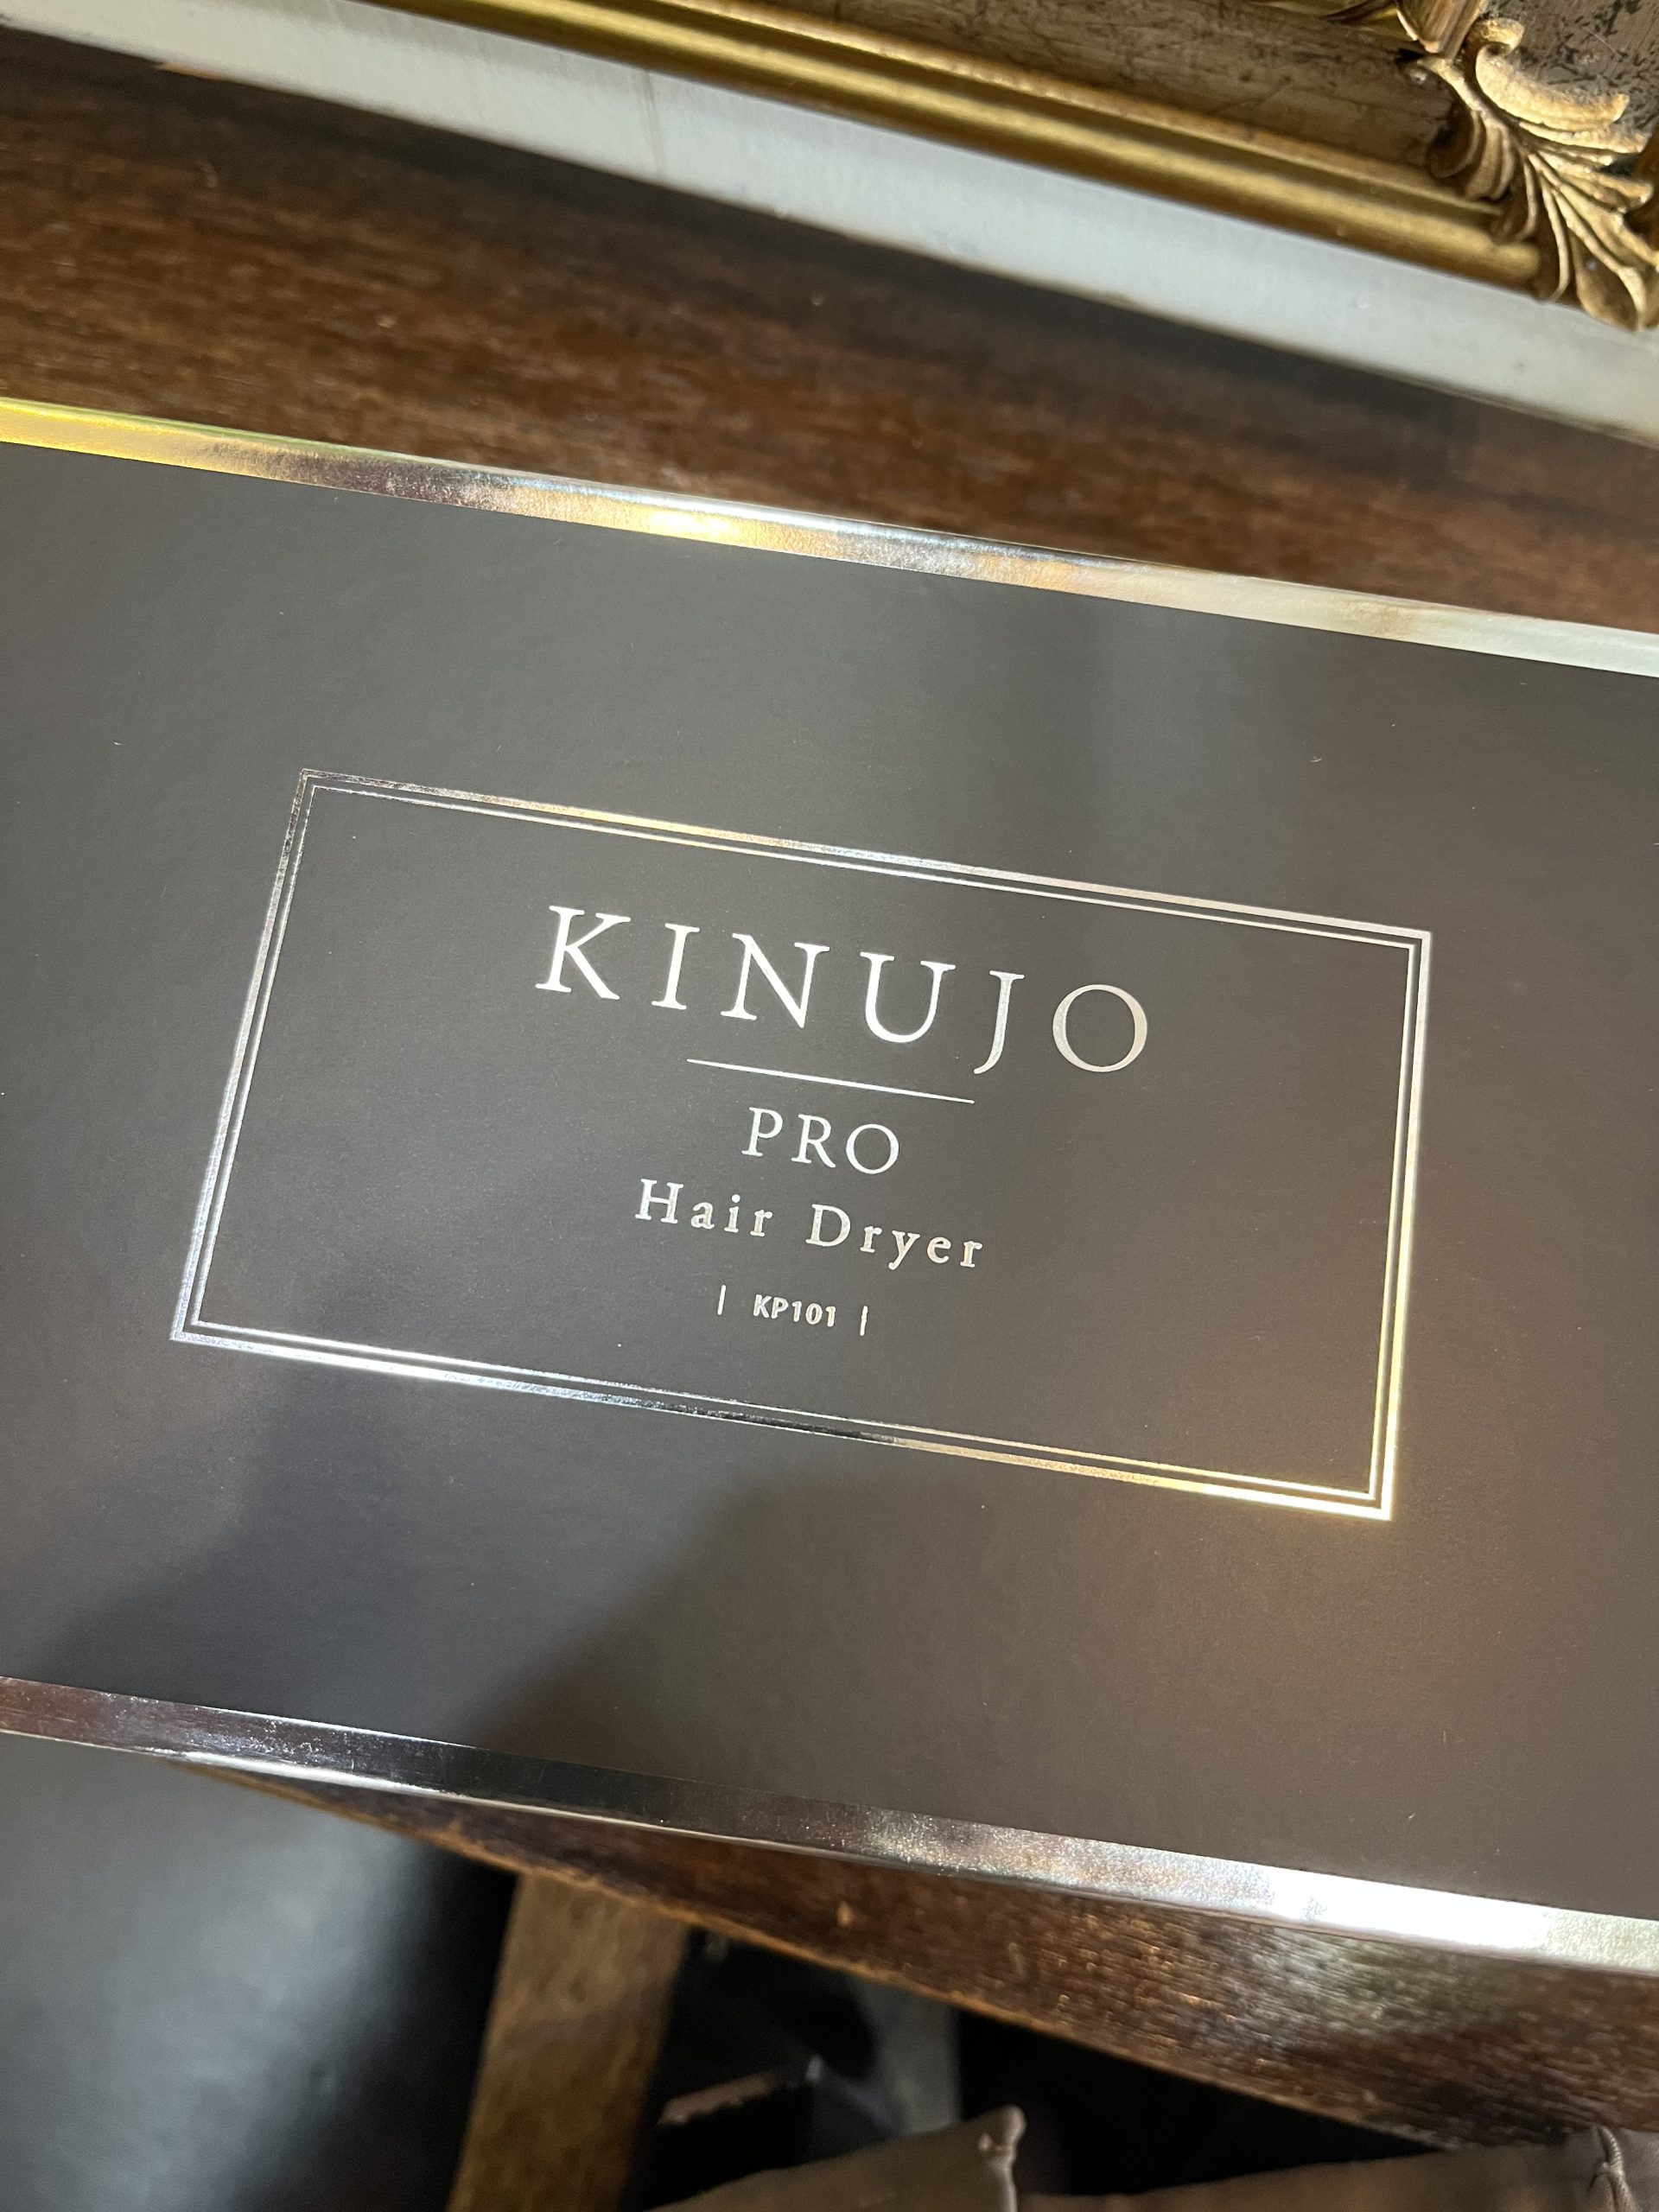 KINUJO
PRO
Hair Dryer
| KP101 |